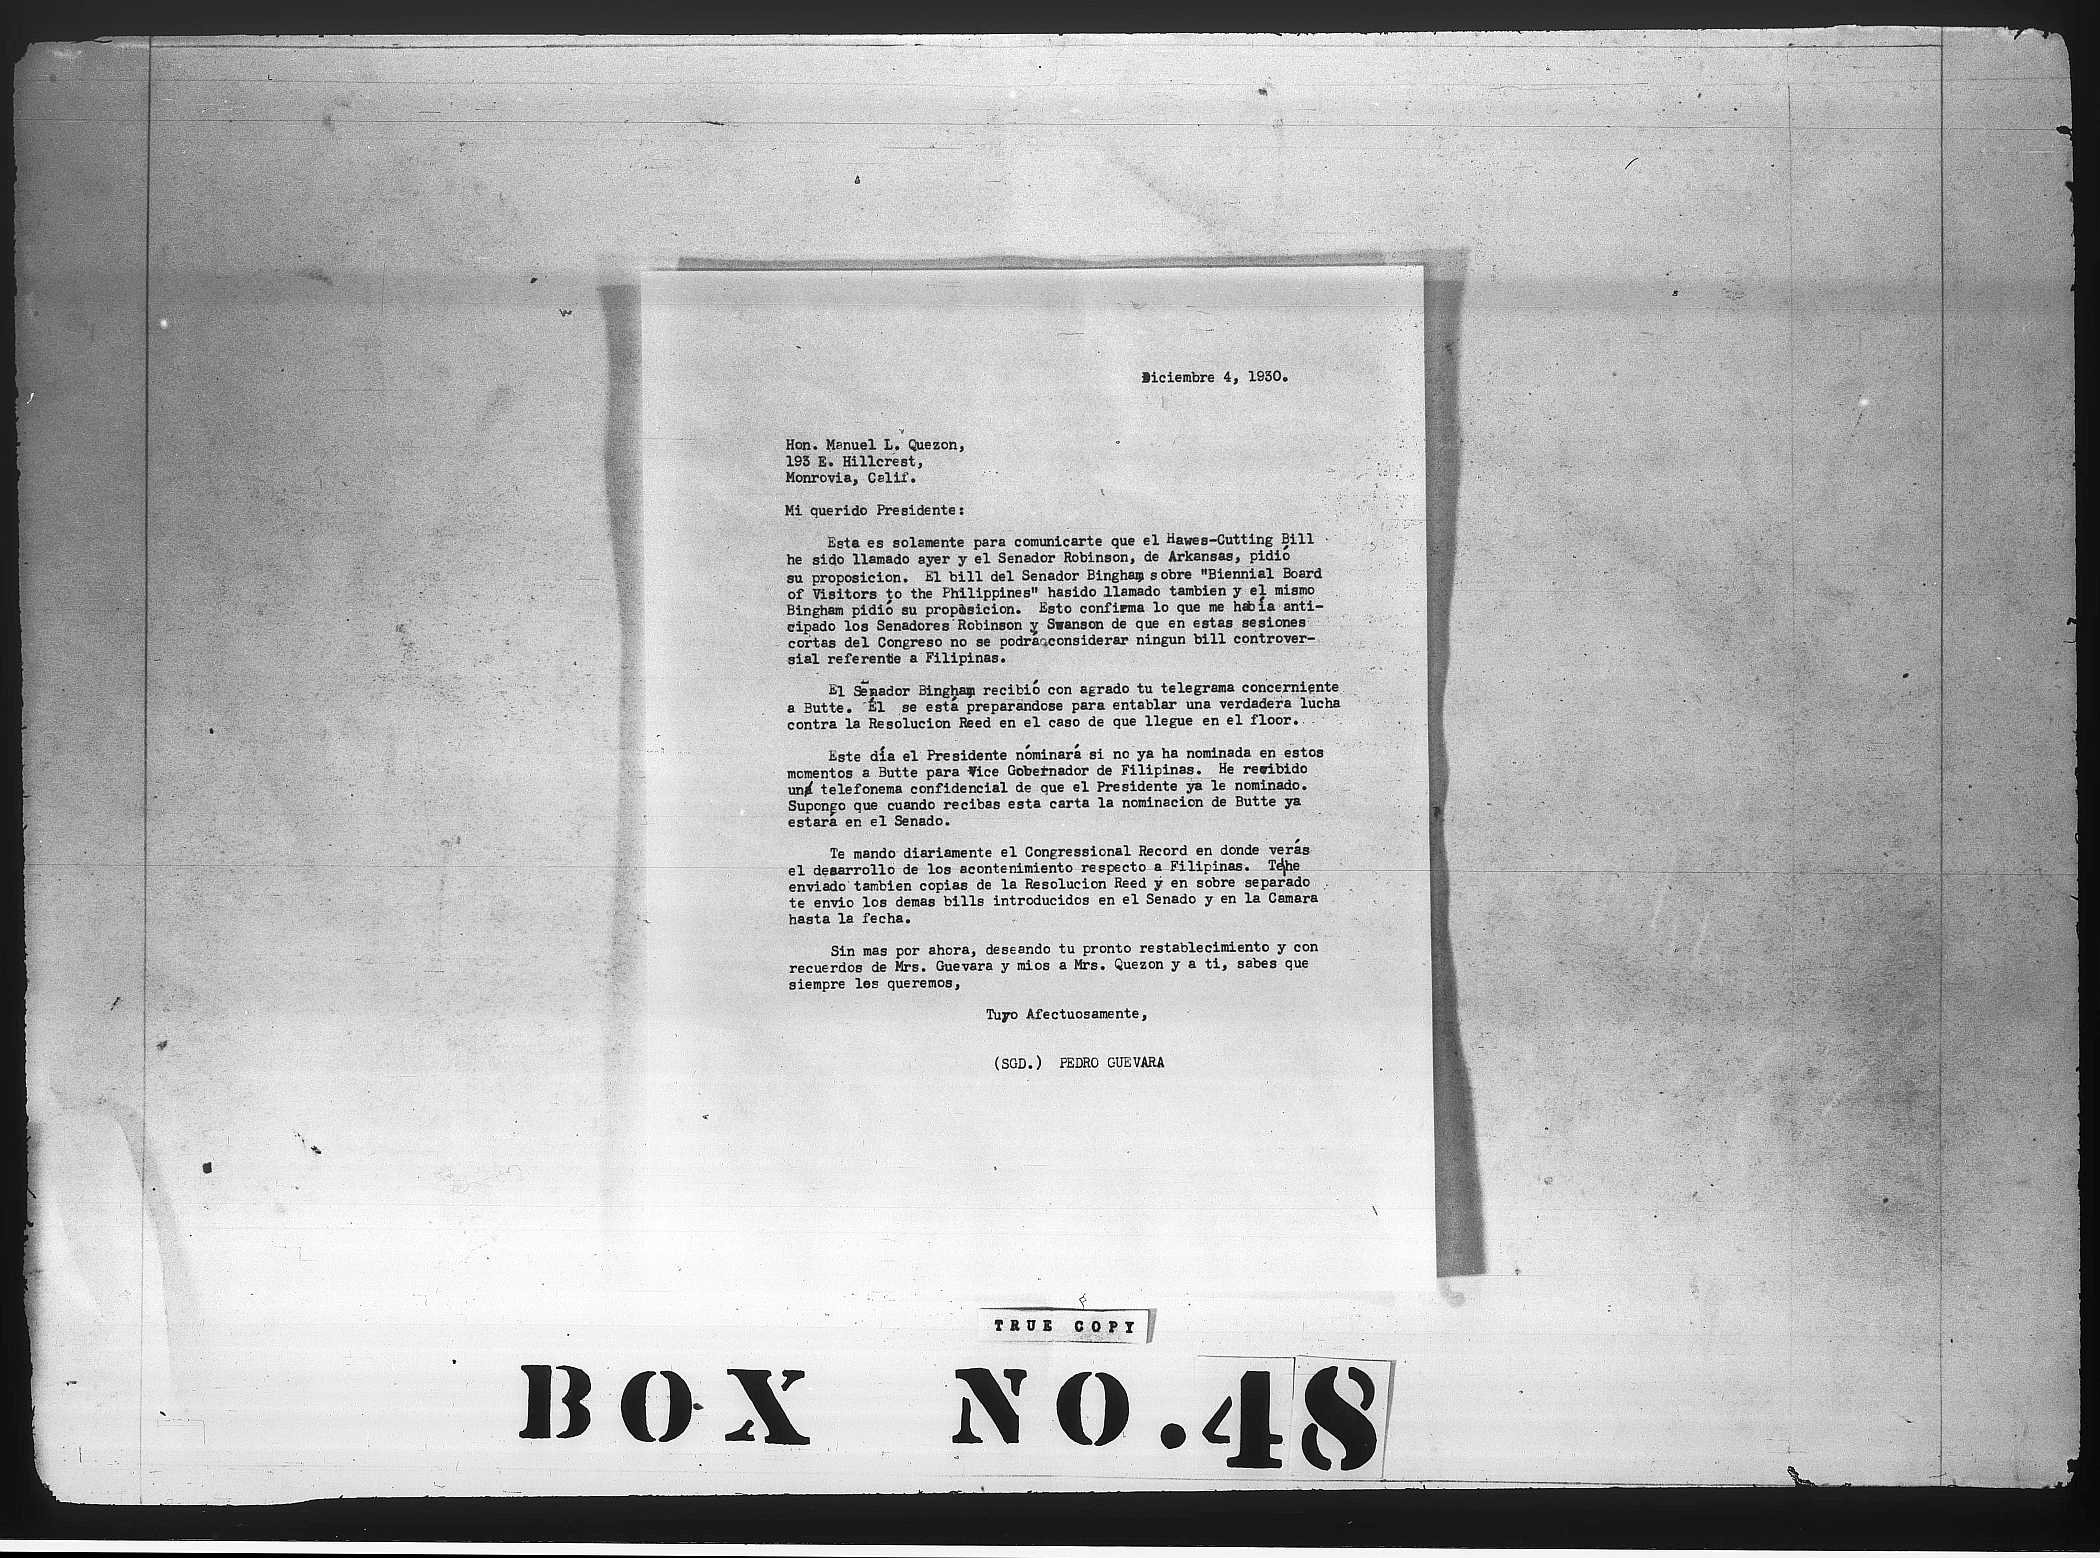 Diciembre 4, 1930.
Hon. Manuel L. Quezon,
193 E. Hillcrest,
Monrovia, Calif.
Mi querido Presidente:
Esta es solamente para comunicarte que el Hawes-Cutting Bill
he sido llamado ayer y el Senador Robinson, de Arkansas, pidió
su proposicion. El bill del Senador Bingham sobre "Biennial Board
of Visitors to the Philippines" hasido llamado tambien y el mismo
Bingham pidió su proposicion. Esto confirma lo que me había anti-
cipado los Senadores Robinson y Swanson de que en estas sesiones
cortas del Congreso no se podrá considerar ningun bill controver-
sial referente a Filipinas.
El Senador Bingham recibió con agrado tu telegrama concerniente
a Butte. Él se está preparandose para entablar una verdadera lucha
contra la Resolucion Reed en el caso de que llegue en el floor.
Este día el Presidente nóminará si no ya ha nominada en estos
momentos a Butte para Vice Gobernador de Filipinas. He recibido
un telefonema confidencial de que el Presidente ya le nominado.
Supongo que cuando recibas esta carta la nominacion de Butte ya
estará en el Senado.
Te mando diariamente el Congressional Record en donde verás
el desarrollo de los acontenimiento respecto a Filipinas. Te he
enviado tambien copias de la Resolucion Reed y en sobre separado
te envio los demas bills introducidos en el Senado y en la Camara
hasta la fecha.
Sin mas por ahora, deseando tu pronto restablecimiento y con
recuerdos de Mrs. Guevara y mios a Mrs. Quezon y a ti, sabes que
siempre les queremos,
Tuyo Afectuosamente,
(SGD.) PEDRO GUEVARA
TRUE COPY
BOX NO. 48